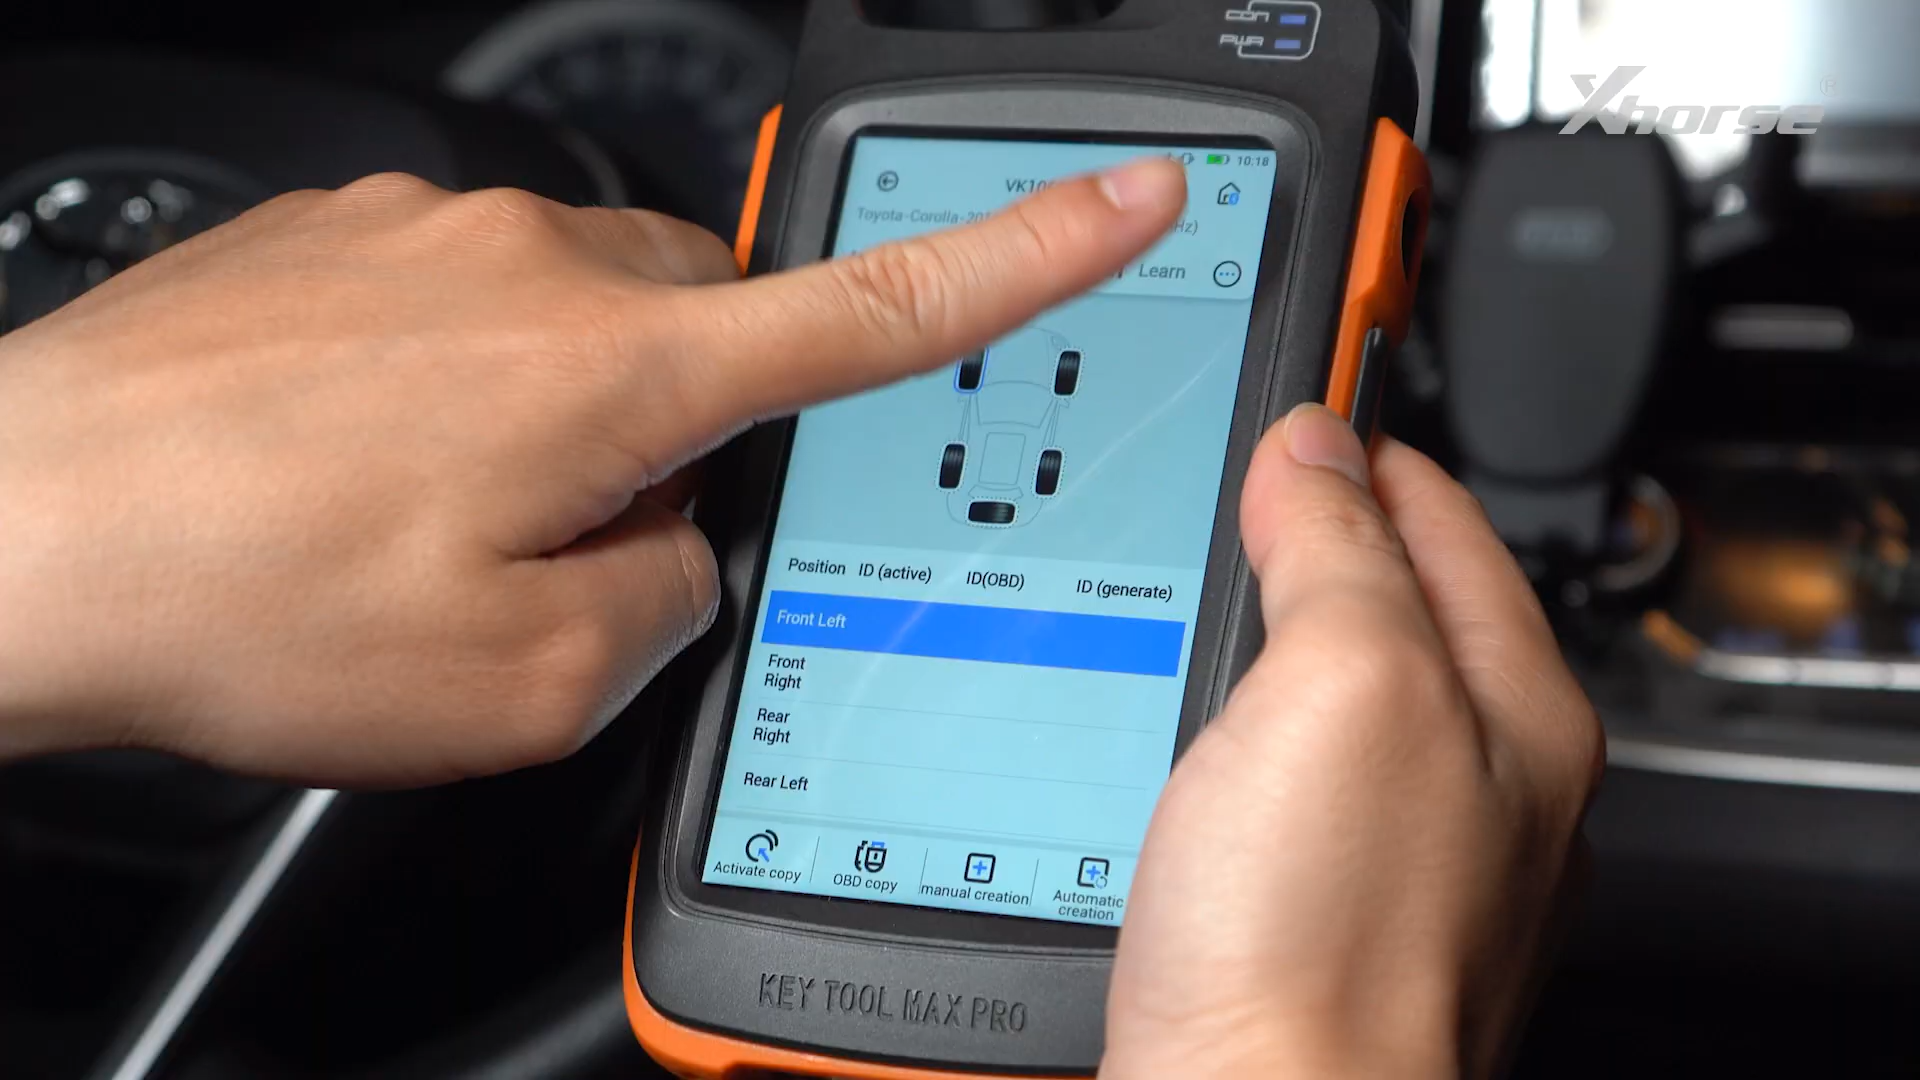 CON
PWR
Xhorse®
10:18
Toyota-Corolla-
Hz)
Learn
Position ID (active) ID(OBD) ID (generate)
Front Left
Front
Right
Rear
Right
Rear Left
Activate copy
OBD copy
manual creation
Automatic
creation
KEY TOOL MAX PRO